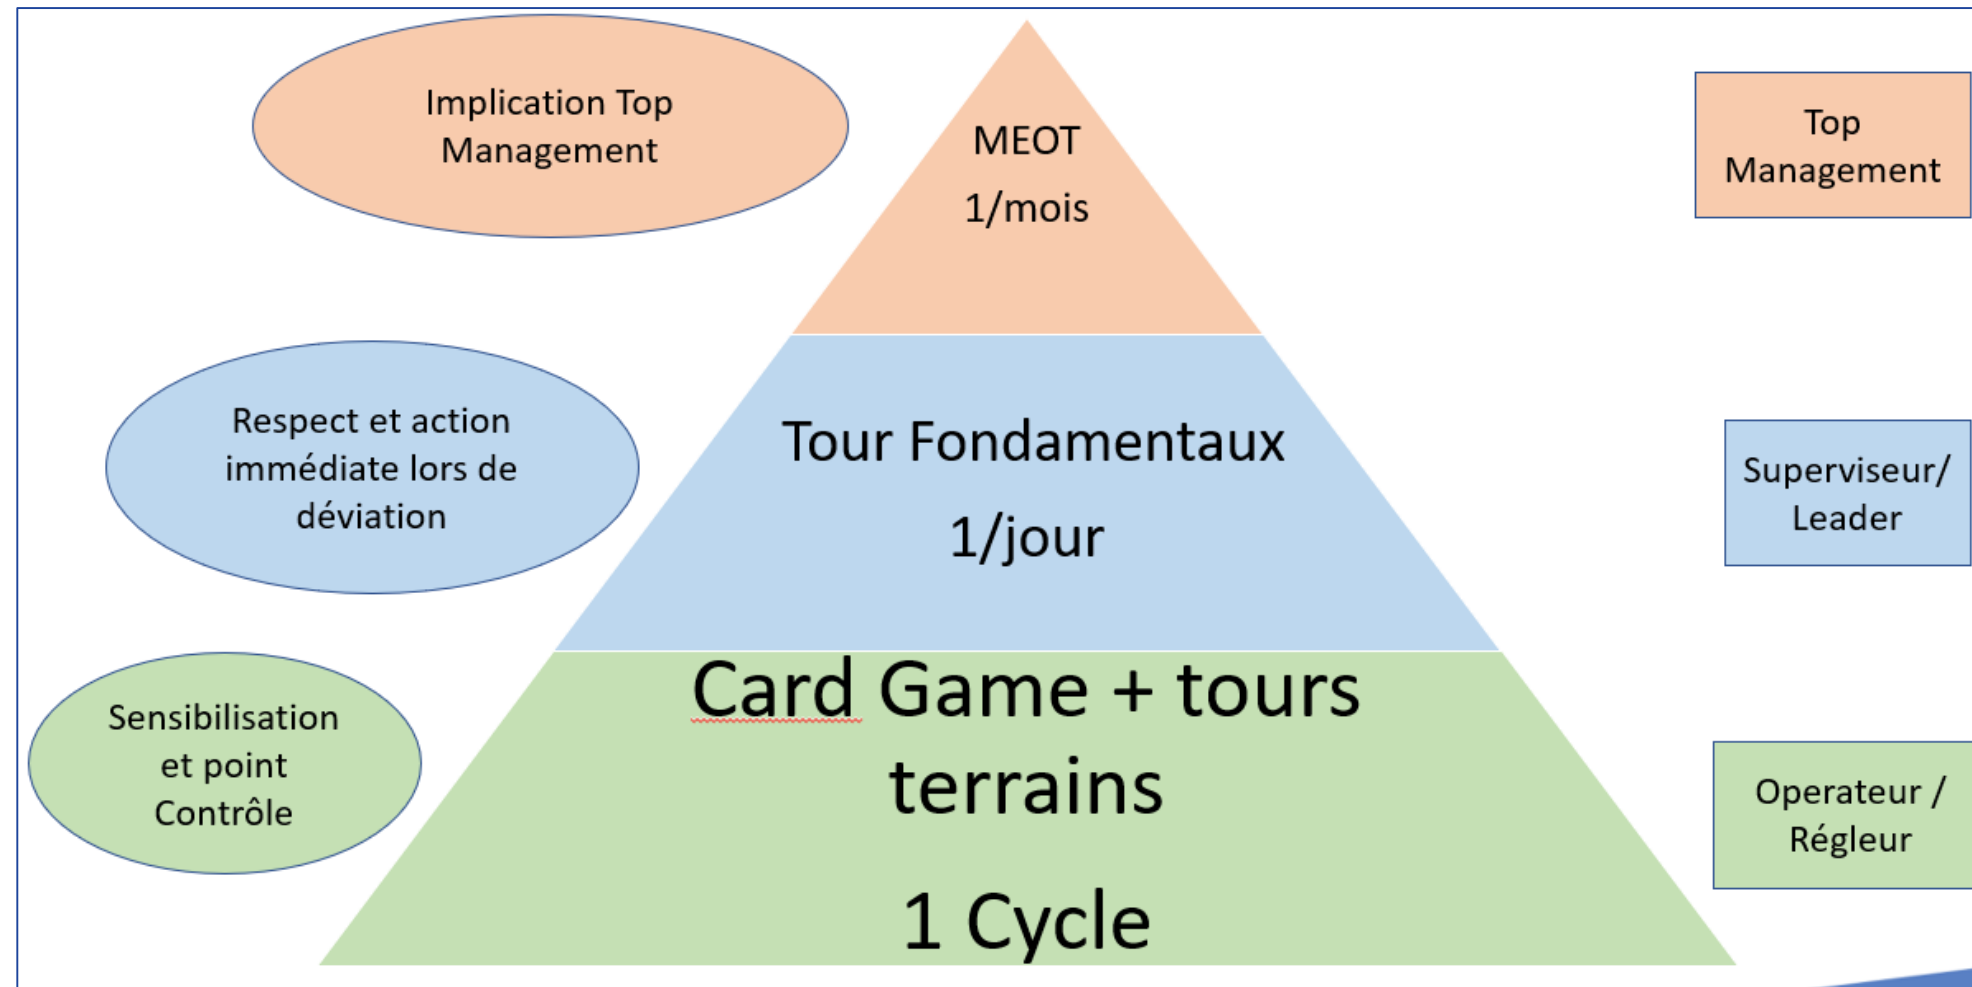 Implication Top
Management
MEOT
1/mois
Top
Management
Respect et action
immédiate lors de
déviation
Tour Fondamentaux
1/jour
Superviseur/
Leader
Sensibilisation
et point
Contrôle
Card Game + tours
terrains
1 Cycle
Operateur /
Régleur